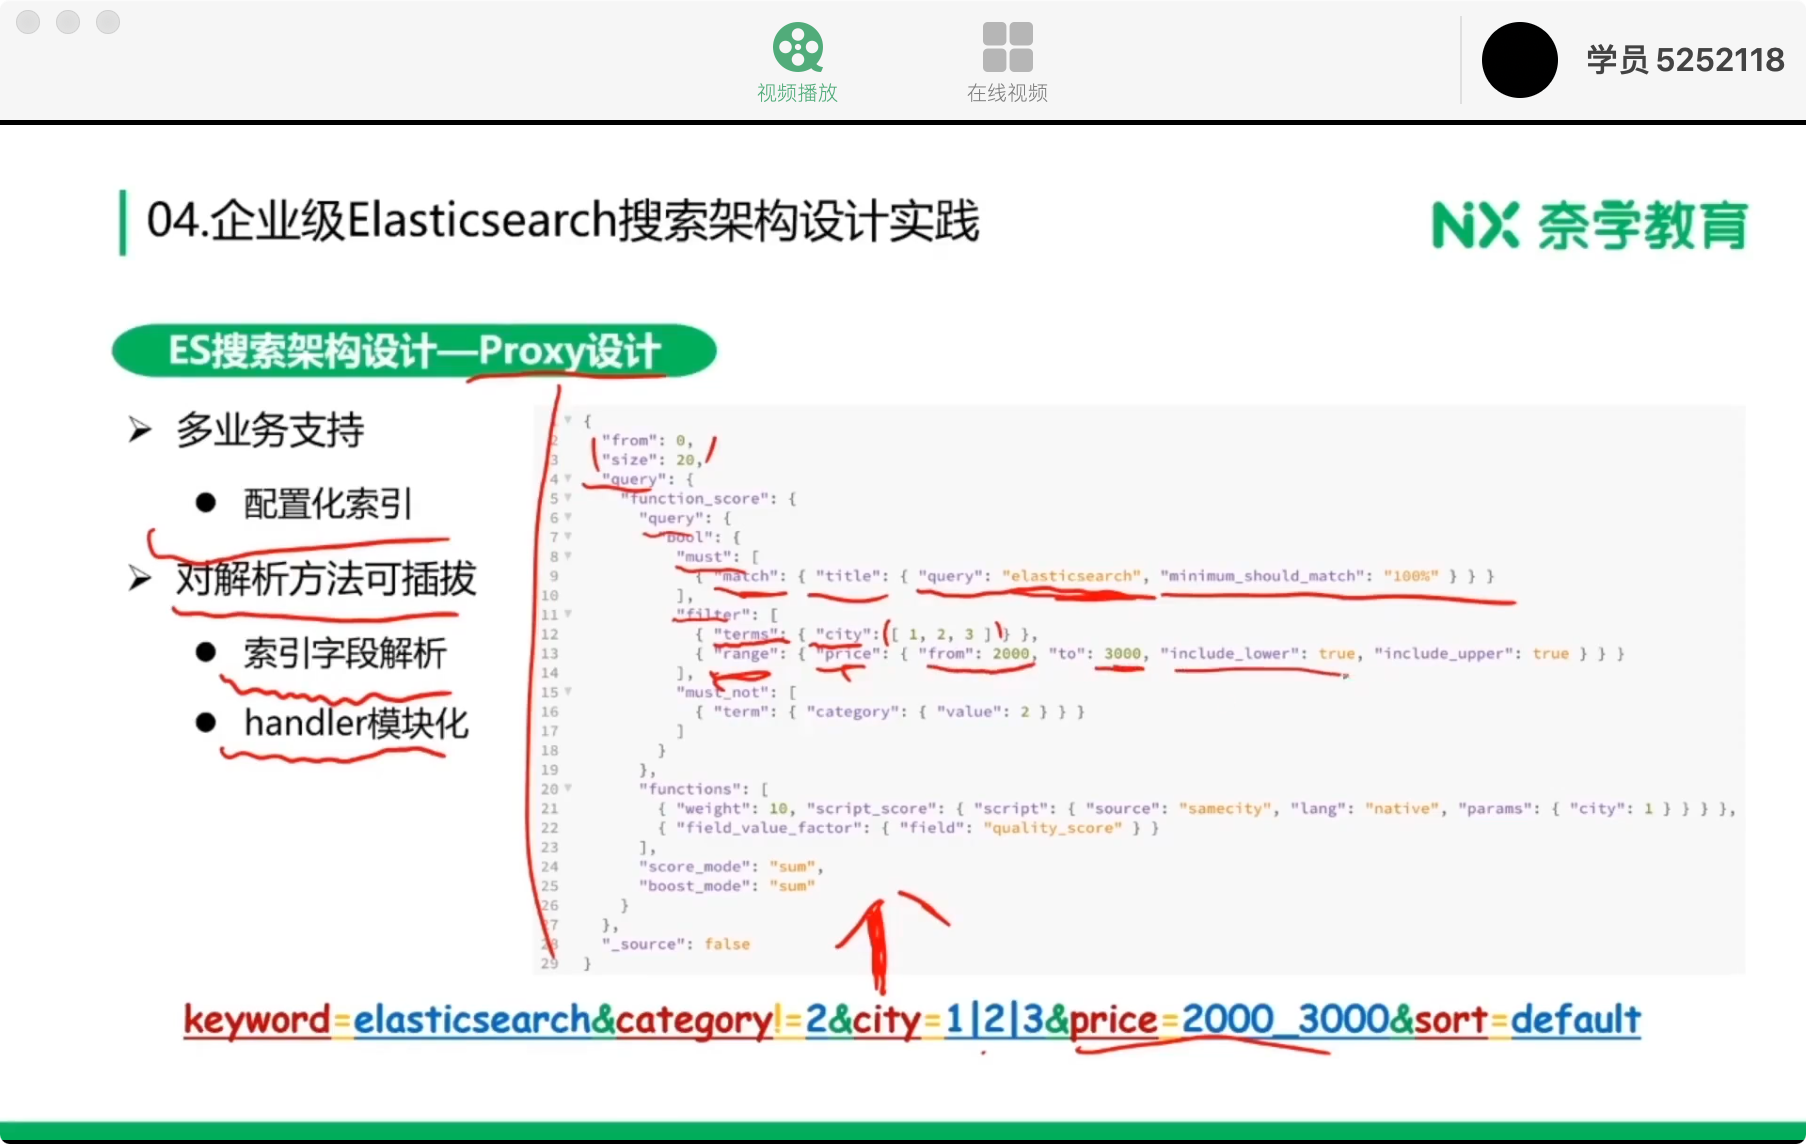 视频播放
在线视频
学员 5252118
04.企业级Elasticsearch搜索架构设计实践
NX 奈学教育
ES搜索架构设计—Proxy设计
➢ 多业务支持
● 配置化索引
➢ 对解析方法可插拔
● 索引字段解析
● handler模块化
1 {
2 "from": 0,
3 "size": 20,
4 "query": {
5 "function_score": {
6 "query": {
7 "bool": {
8 "must": [
9 { "match": { "title": { "query": "elasticsearch", "minimum_should_match": "100%" } } }
10 ],
11 "filter": [
12 { "terms": { "city": [ 1, 2, 3 ] } },
13 { "range": { "price": { "from": 2000, "to": 3000, "include_lower": true, "include_upper": true } } }
14 ],
15 "must_not": [
16 { "term": { "category": { "value": 2 } } }
17 ]
18 }
19 },
20 "functions": [
21 { "weight": 10, "script_score": { "script": { "source": "samecity", "lang": "native", "params": { "city": 1 } } } },
22 { "field_value_factor": { "field": "quality_score" } }
23 ],
24 "score_mode": "sum",
25 "boost_mode": "sum"
26 }
27 },
28 "_source": false
29 }
keyword=elasticsearch&category!=2&city=1|2|3&price=2000_3000&sort=default